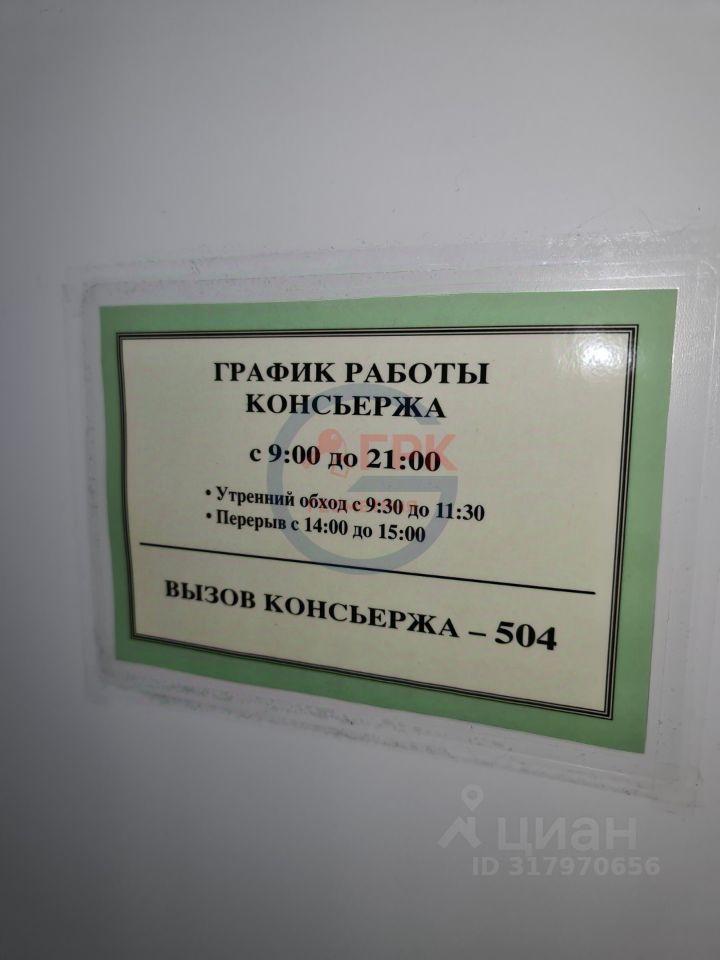 ГРАФИК РАБОТЫ
КОНСЬЕРЖА
с 9:00 до 21:00
• Утренний обход с 9:30 до 11:30
• Перерыв с 14:00 до 15:00
ВЫЗОВ КОНСЬЕРЖА – 504
ЕРК
циан
ID 317970656